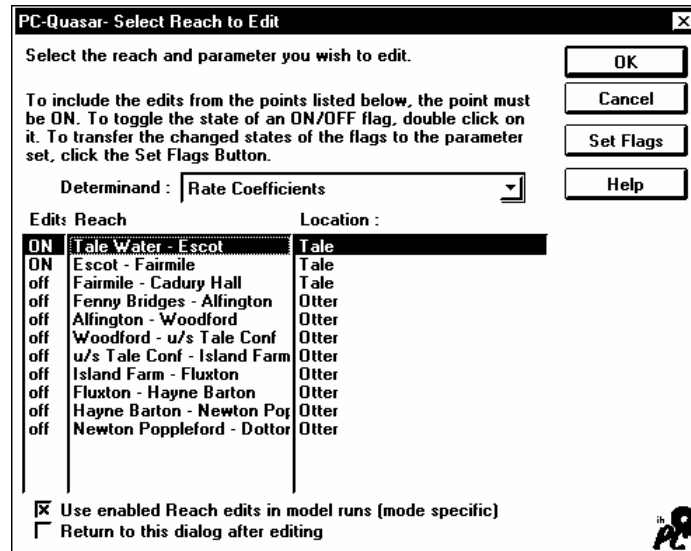 PC-Quasar- Select Reach to Edit
Select the reach and parameter you wish to edit.
OK
Cancel
Set Flags
Help
To include the edits from the points listed below, the point must
be ON. To toggle the state of an ON/OFF flag, double click on
it. To transfer the changed states of the flags to the parameter
set, click the Set Flags Button.
Determinand : Rate Coefficients
Edits Reach Location :
ON Tale Water - Escot Tale
ON Escot - Fairmile Tale
off Fairmile - Cadury Hall Tale
off Fenny Bridges - Alfington Otter
off Alfington - Woodford Otter
off Woodford - u/s Tale Conf Otter
off u/s Tale Conf - Island Farm Otter
off Island Farm - Fluxton Otter
off Fluxton - Hayne Barton Otter
off Hayne Barton - Newton Pop Otter
off Newton Poppleford - Dottor Otter
Use enabled Reach edits in model runs (mode specific)
Return to this dialog after editing
ih
PC